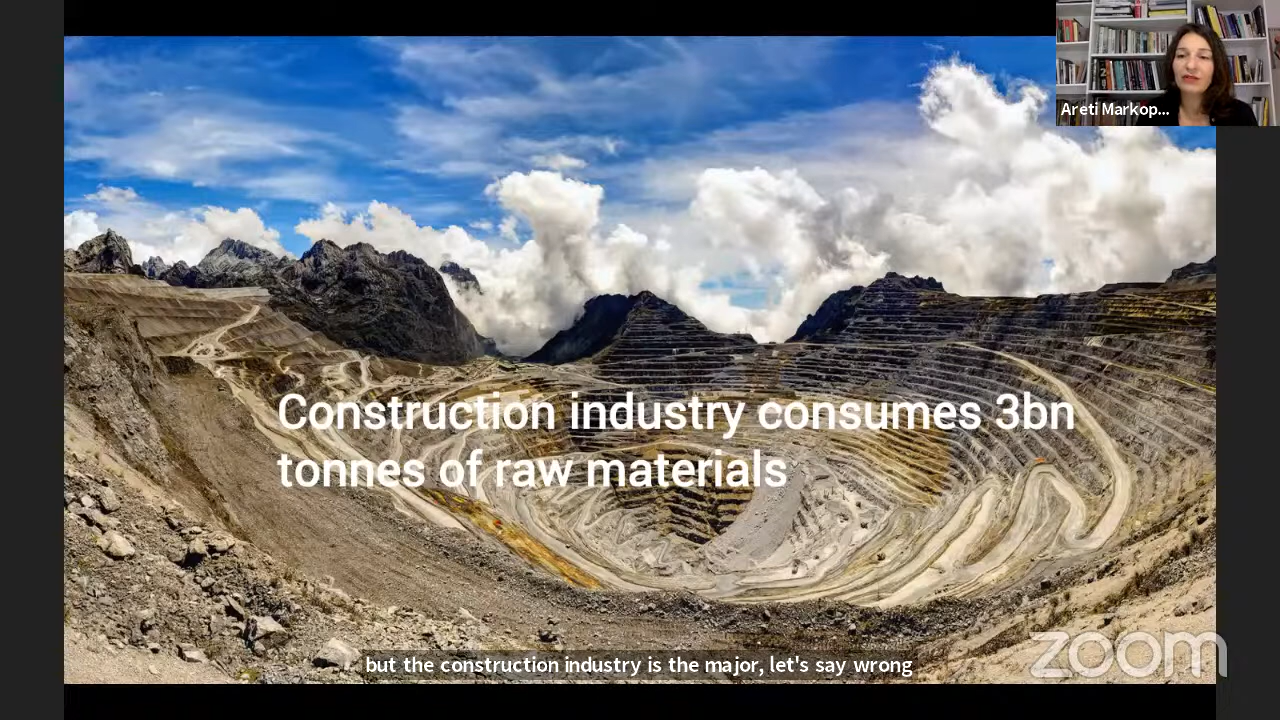 Areti Markop...
Construction industry consumes 3bn
tonnes of raw materials
but the construction industry is the major, let's say wrong
zoom